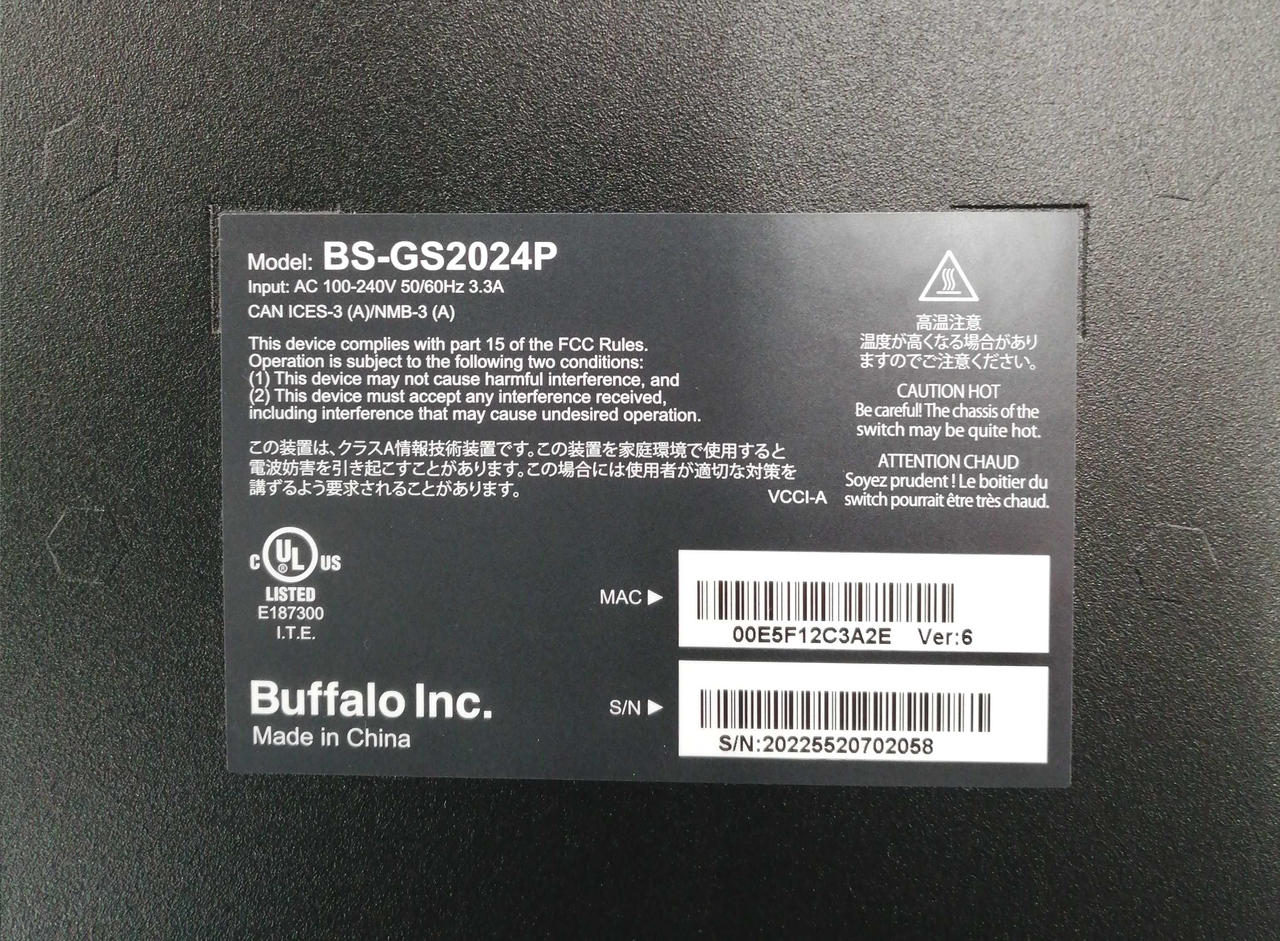 Model: BS-GS2024P
Input: AC 100-240V 50/60Hz 3.3A
CAN ICES-3 (A)/NMB-3 (A)
This device complies with part 15 of the FCC Rules.
Operation is subject to the following two conditions:
(1) This device may not cause harmful interference, and
(2) This device must accept any interference received,
including interference that may cause undesired operation.
この装置は、クラスA情報技術装置です。この装置を家庭環境で使用すると
電波妨害を引き起こすことがあります。この場合には使用者が適切な対策を
講ずるよう要求されることがあります。
VCCI-A
高温注意
温度が高くなる場合があり
ますのでご注意ください。
CAUTION HOT
Be careful! The chassis of the
switch may be quite hot.
ATTENTION CHAUD
Soyez prudent ! Le boitier du
switch pourrait être très chaud.
C UL ® US
LISTED
E187300
I.T.E.
MAC ▶
00E5F12C3A2E Ver:6
Buffalo Inc.
Made in China
S/N ▶
S/N:20225520702058